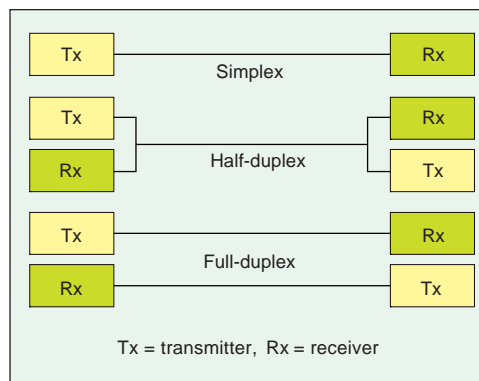 Tx Rx
Simplex
Tx Rx
Half-duplex
Rx Tx
Tx Rx
Full-duplex
Rx Tx
Tx = transmitter, Rx = receiver